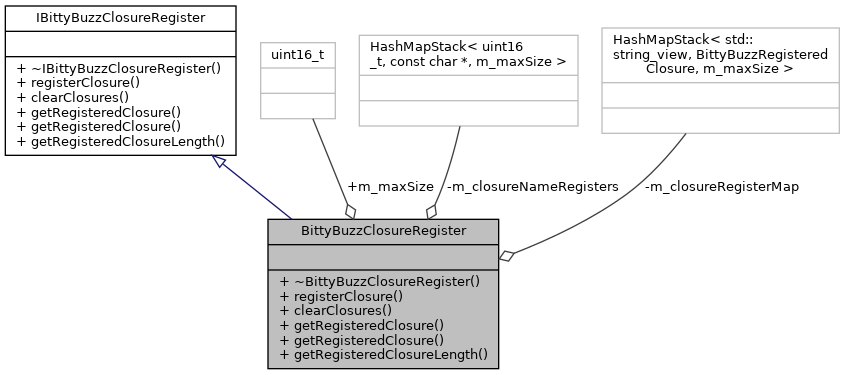 IBittyBuzzClosureRegister
+ ~IBittyBuzzClosureRegister()
+ registerClosure()
+ clearClosures()
+ getRegisteredClosure()
+ getRegisteredClosure()
+ getRegisteredClosureLength()
uint16_t
HashMapStack< uint16
_t, const char *, m_maxSize >
HashMapStack< std::
string_view, BittyBuzzRegistered
Closure, m_maxSize >
+m_maxSize
-m_closureNameRegisters
-m_closureRegisterMap
BittyBuzzClosureRegister
+ ~BittyBuzzClosureRegister()
+ registerClosure()
+ clearClosures()
+ getRegisteredClosure()
+ getRegisteredClosure()
+ getRegisteredClosureLength()